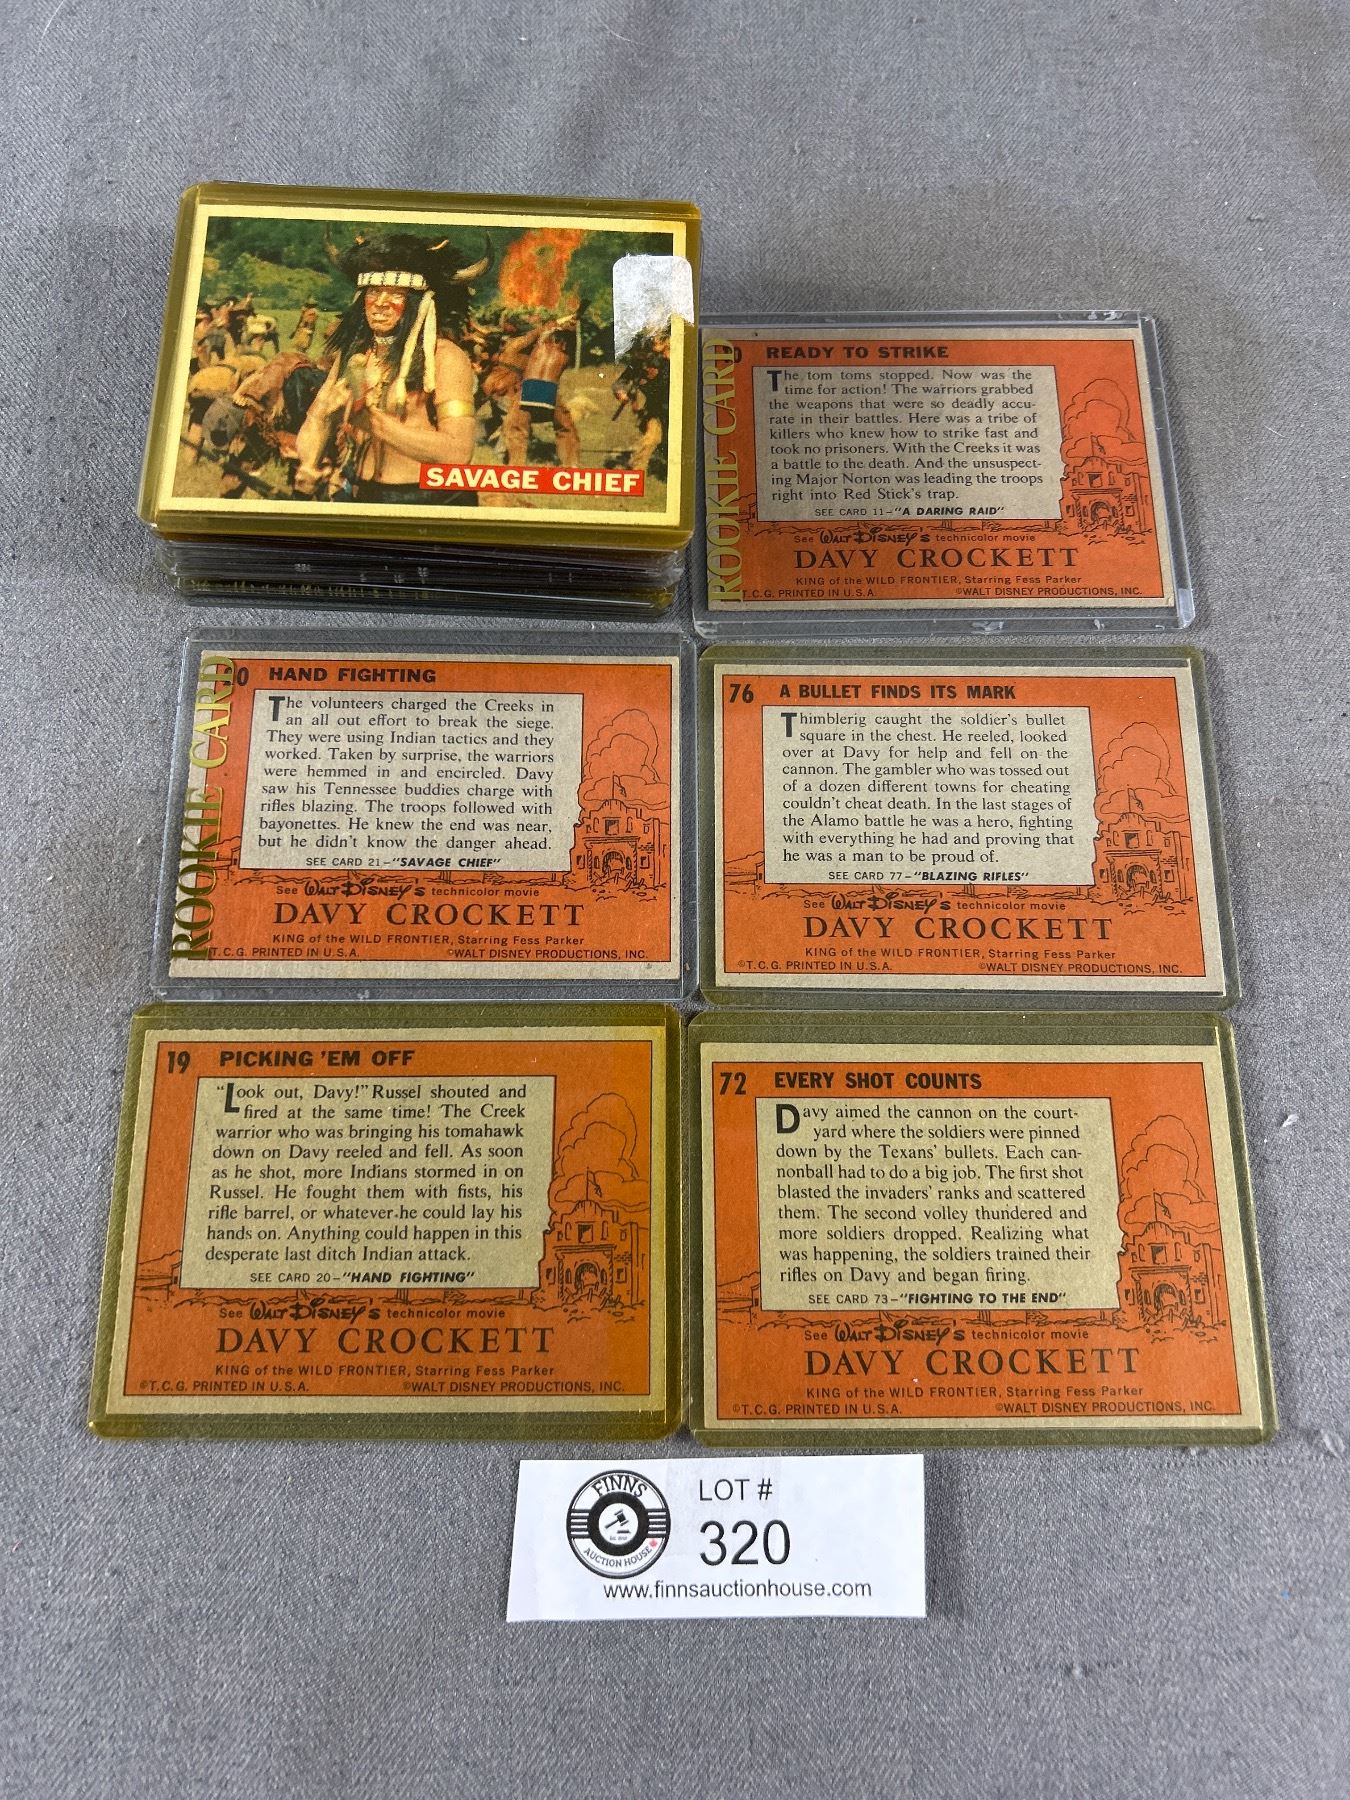 SAVAGE CHIEF
ROOKIE CARD
READY TO STRIKE
The tom toms stopped. Now was the
time for action! The warriors grabbed
the weapons that were so deadly accu-
rate in their battles. Here was a tribe of
killers who knew how to strike fast and
took no prisoners. With the Creeks it was
a battle to the death. And the unsuspect-
ing Major Norton was leading the troops
right into Red Stick's trap.
SEE CARD 11–"A DARING RAID"
See WALT DISNEY'S technicolor movie
DAVY CROCKETT
KING of the WILD FRONTIER, Starring Fess Parker
T.C.G. PRINTED IN U.S.A. ©WALT DISNEY PRODUCTIONS, INC.
ROOKIE CARD
20 HAND FIGHTING
The volunteers charged the Creeks in
an all out effort to break the siege.
They were using Indian tactics and they
worked. Taken by surprise, the warriors
were hemmed in and encircled. Davy
saw his Tennessee buddies charge with
rifles blazing. The troops followed with
bayonettes. He knew the end was near,
but he didn't know the danger ahead.
SEE CARD 21–"SAVAGE CHIEF"
See WALT DISNEY'S technicolor movie
DAVY CROCKETT
KING of the WILD FRONTIER, Starring Fess Parker
T.C.G. PRINTED IN U.S.A. ©WALT DISNEY PRODUCTIONS, INC.
76 A BULLET FINDS ITS MARK
Thimblerig caught the soldier's bullet
square in the chest. He reeled, looked
over at Davy for help and fell on the
cannon. The gambler who was tossed out
of a dozen different towns for cheating
couldn't cheat death. In the last stages of
the Alamo battle he was a hero, fighting
with everything he had and proving that
he was a man to be proud of.
SEE CARD 77–"BLAZING RIFLES"
See WALT DISNEY'S technicolor movie
DAVY CROCKETT
KING of the WILD FRONTIER, Starring Fess Parker
©T.C.G. PRINTED IN U.S.A. ©WALT DISNEY PRODUCTIONS, INC.
19 PICKING 'EM OFF
"Look out, Davy!" Russel shouted and
fired at the same time! The Creek
warrior who was bringing his tomahawk
down on Davy reeled and fell. As soon
as he shot, more Indians stormed in on
Russel. He fought them with fists, his
rifle barrel, or whatever he could lay his
hands on. Anything could happen in this
desperate last ditch Indian attack.
SEE CARD 20–"HAND FIGHTING"
See WALT DISNEY'S technicolor movie
DAVY CROCKETT
KING of the WILD FRONTIER, Starring Fess Parker
©T.C.G. PRINTED IN U.S.A. ©WALT DISNEY PRODUCTIONS, INC.
72 EVERY SHOT COUNTS
Davy aimed the cannon on the court-
yard where the soldiers were pinned
down by the Texans' bullets. Each can-
nonball had to do a big job. The first shot
blasted the invaders' ranks and scattered
them. The second volley thundered and
more soldiers dropped. Realizing what
was happening, the soldiers trained their
rifles on Davy and began firing.
SEE CARD 73–"FIGHTING TO THE END"
See WALT DISNEY'S technicolor movie
DAVY CROCKETT
KING of the WILD FRONTIER, Starring Fess Parker
©T.C.G. PRINTED IN U.S.A. ©WALT DISNEY PRODUCTIONS, INC.
FINNS
AUCTION HOUSE
LOT #
320
www.finnsauctionhouse.com